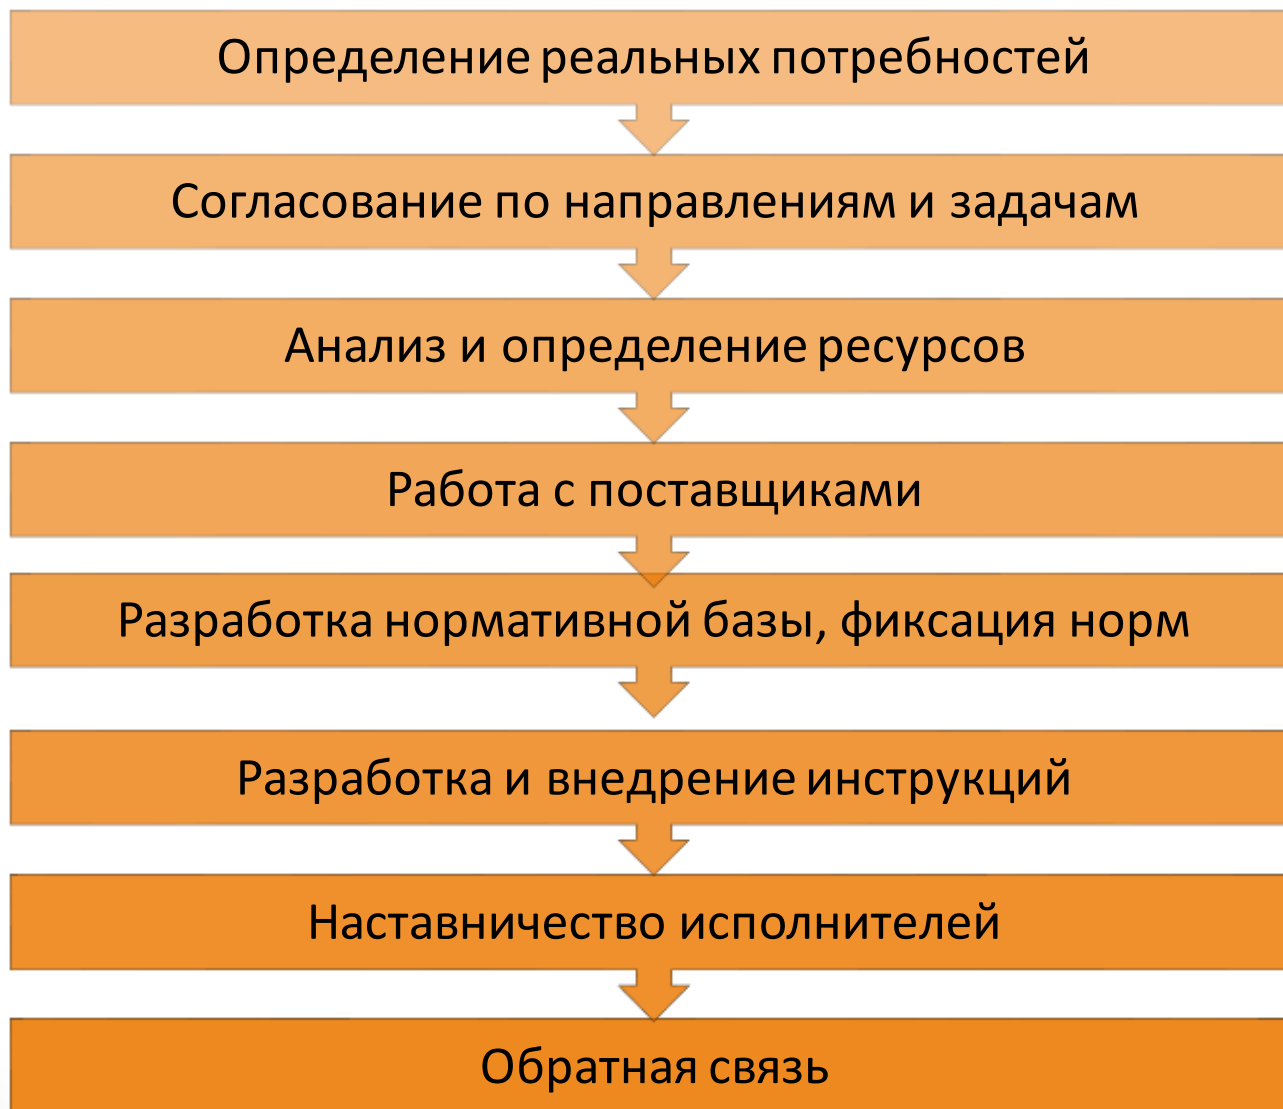 Определение реальных потребностей
Согласование по направлениям и задачам
Анализ и определение ресурсов
Работа с поставщиками
Разработка нормативной базы, фиксация норм
Разработка и внедрение инструкций
Наставничество исполнителей
Обратная связь